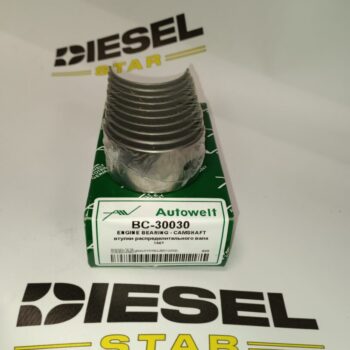 DIESEL
STAR
Autowelt
BC-30030
ENGINE BEARING - CAMSHAFT
втулки распределительного вала
DIESEL
STAR